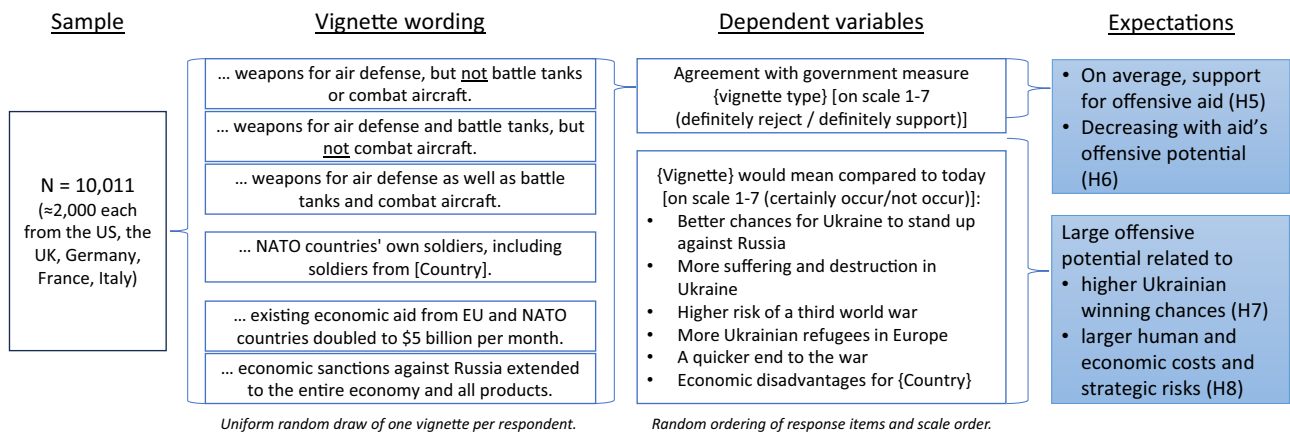 Sample
Vignette wording
Dependent variables
Expectations
N = 10,011
(≈2,000 each
from the US, the
UK, Germany,
France, Italy)
... weapons for air defense, but not battle tanks
or combat aircraft.
... weapons for air defense and battle tanks, but
not combat aircraft.
... weapons for air defense as well as battle
tanks and combat aircraft.
... NATO countries' own soldiers, including
soldiers from [Country].
... existing economic aid from EU and NATO
countries doubled to $5 billion per month.
... economic sanctions against Russia extended
to the entire economy and all products.
Uniform random draw of one vignette per respondent.
Agreement with government measure
{vignette type} [on scale 1-7
(definitely reject / definitely support)]
{Vignette} would mean compared to today
[on scale 1-7 (certainly occur/not occur)]:
• Better chances for Ukraine to stand up
against Russia
• More suffering and destruction in
Ukraine
• Higher risk of a third world war
• More Ukrainian refugees in Europe
• A quicker end to the war
• Economic disadvantages for {Country}
Random ordering of response items and scale order.
• On average, support
for offensive aid (H5)
• Decreasing with aid's
offensive potential
(H6)
Large offensive
potential related to
• higher Ukrainian
winning chances (H7)
• larger human and
economic costs and
strategic risks (H8)